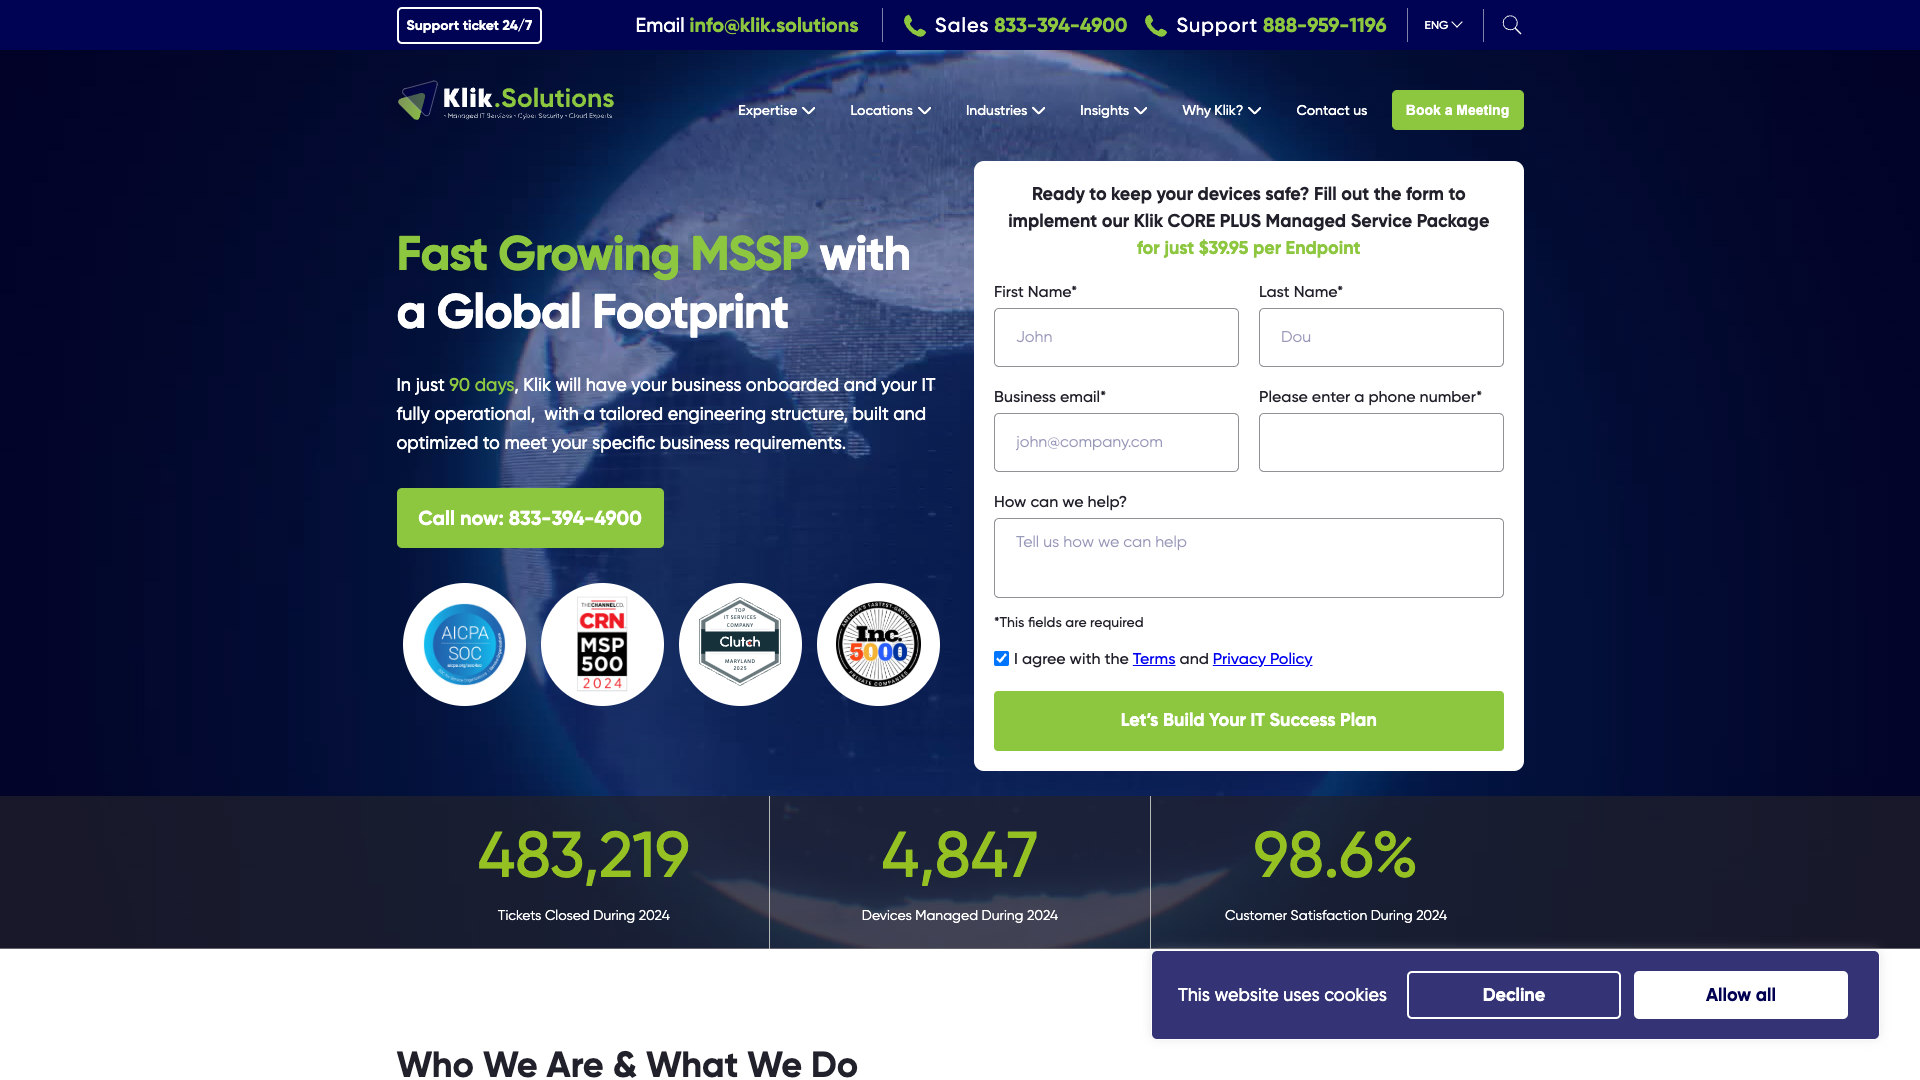 Support ticket 24/7
Email info@klik.solutions
Sales 833-394-4900
Support 888-959-1196
ENG
Klik.Solutions
- Managed IT Services - Cyber Security - Cloud Experts
Expertise
Locations
Industries
Insights
Why Klik?
Contact us
Book a Meeting
Fast Growing MSSP with
a Global Footprint
In just 90 days, Klik will have your business onboarded and your IT
fully operational,  with a tailored engineering structure, built and
optimized to meet your specific business requirements.
Call now: 833-394-4900
AICPA
SOC
THE CHANNEL CO.
CRN
MSP
500
2024
TOP
IT SERVICES
COMPANY
Clutch
MARYLAND
2025
AMERICA'S FASTEST-GROWING
Inc.
5000
PRIVATE COMPANIES
Ready to keep your devices safe? Fill out the form to
implement our Klik CORE PLUS Managed Service Package
for just $39.95 per Endpoint
First Name*
Last Name*
John
Dou
Business email*
Please enter a phone number*
john@company.com
How can we help?
Tell us how we can help
*This fields are required
I agree with the Terms and Privacy Policy
Let's Build Your IT Success Plan
483,219
Tickets Closed During 2024
4,847
Devices Managed During 2024
98.6%
Customer Satisfaction During 2024
This website uses cookies
Decline
Allow all
Who We Are & What We Do